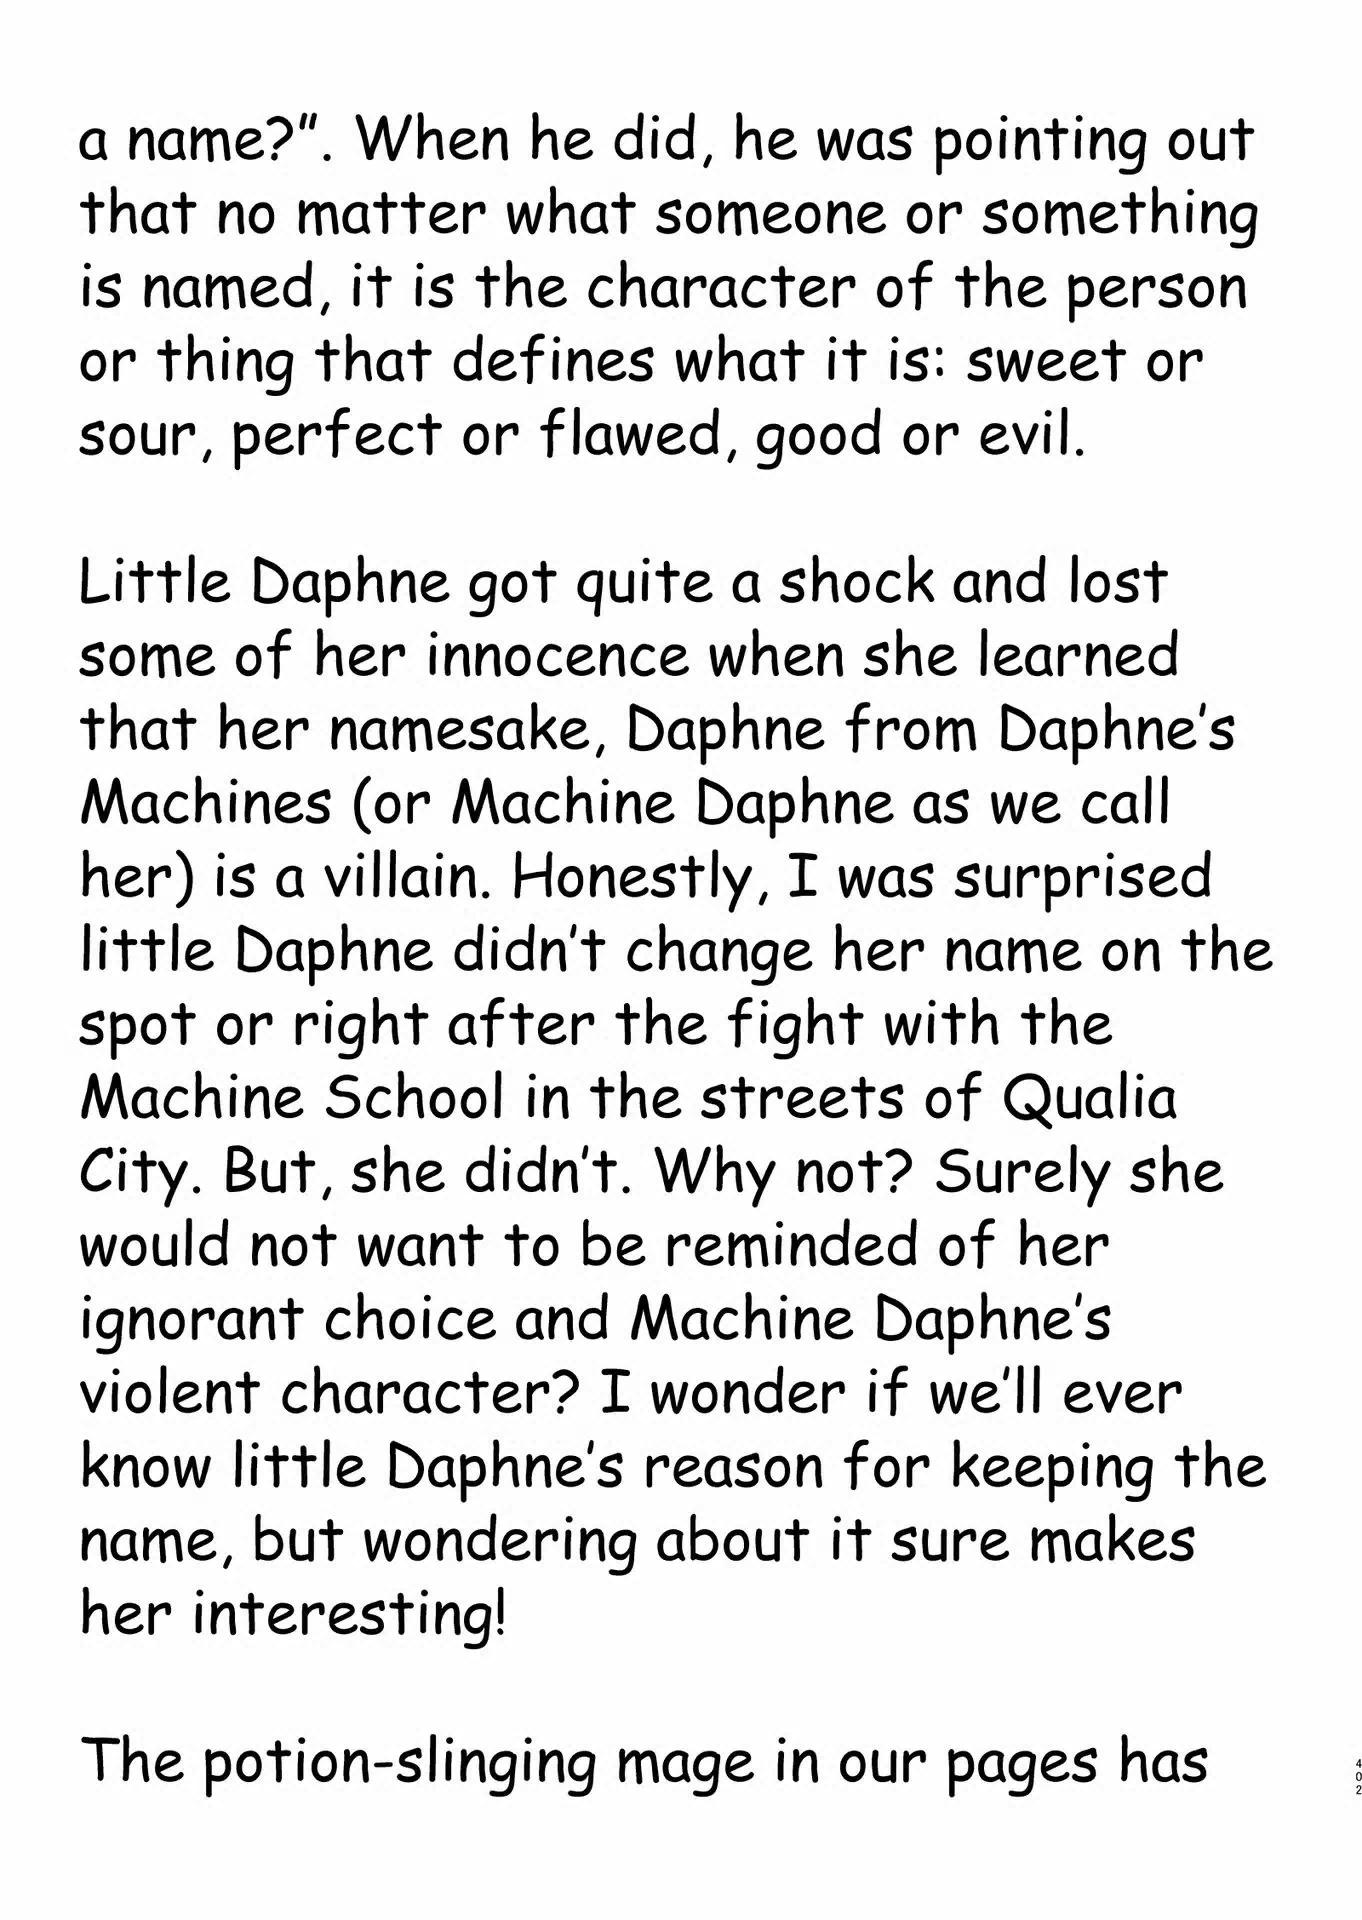 a name?". When he did, he was pointing out
that no matter what someone or something
is named, it is the character of the person
or thing that defines what it is: sweet or
sour, perfect or flawed, good or evil.
Little Daphne got quite a shock and lost
some of her innocence when she learned
that her namesake, Daphne from Daphne's
Machines (or Machine Daphne as we call
her) is a villain. Honestly, I was surprised
little Daphne didn't change her name on the
spot or right after the fight with the
Machine School in the streets of Qualia
City. But, she didn't. Why not? Surely she
would not want to be reminded of her
ignorant choice and Machine Daphne's
violent character? I wonder if we'll ever
know little Daphne's reason for keeping the
name, but wondering about it sure makes
her interesting!
The potion-slinging mage in our pages has
402